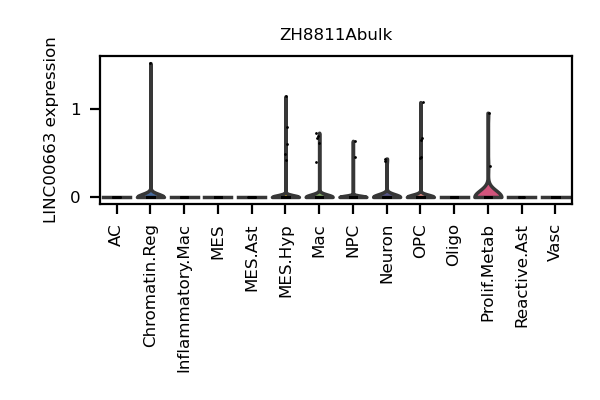 ZH8811Abulk
LINC00663 expression
1
0
AC
Chromatin.Reg
Inflammatory.Mac
MES
MES.Ast
MES.Hyp
Mac
NPC
Neuron
OPC
Oligo
Prolif.Metab
Reactive.Ast
Vasc